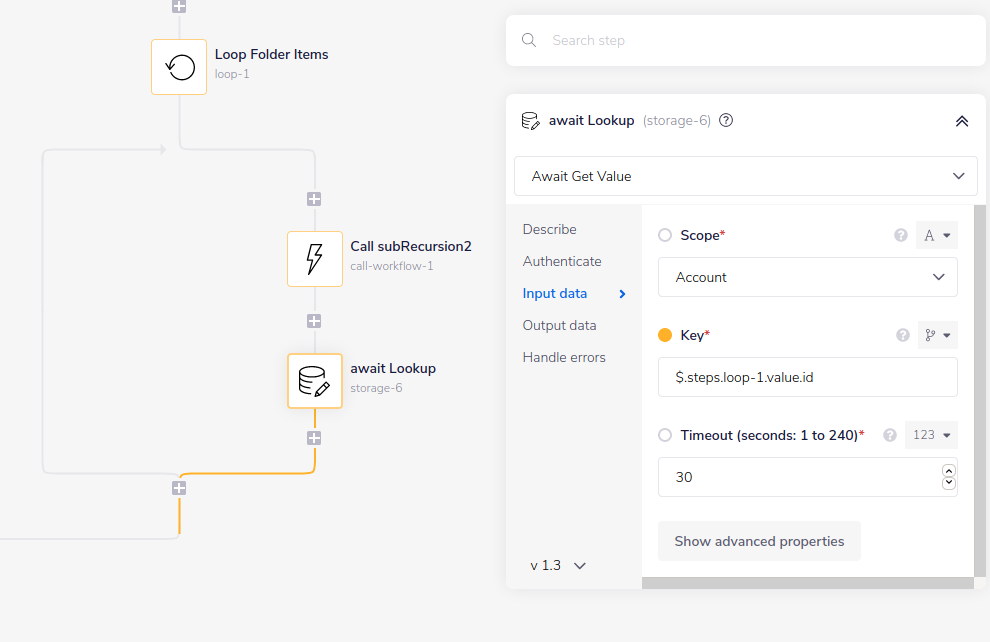 Loop Folder Items
loop-1
Call subRecursion2
call-workflow-1
await Lookup
storage-6
Search step
await Lookup (storage-6) ?
Await Get Value
Describe
Authenticate
Input data
Output data
Handle errors
v 1.3
Scope* ? A
Account
Key* ?
$.steps.loop-1.value.id
Timeout (seconds: 1 to 240)* ? 123
30
Show advanced properties